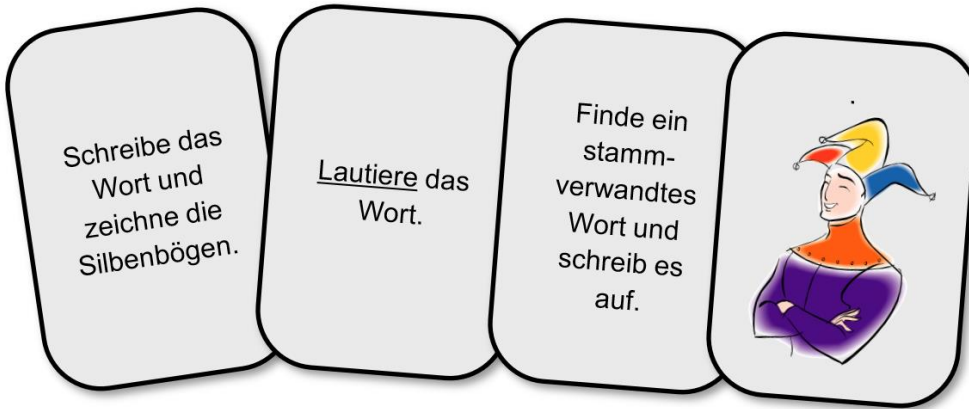 Schreibe das
Wort und
zeichne die
Silbenbögen.
Lautiere das
Wort.
Finde ein
stamm-
verwandtes
Wort und
schreib es
auf.